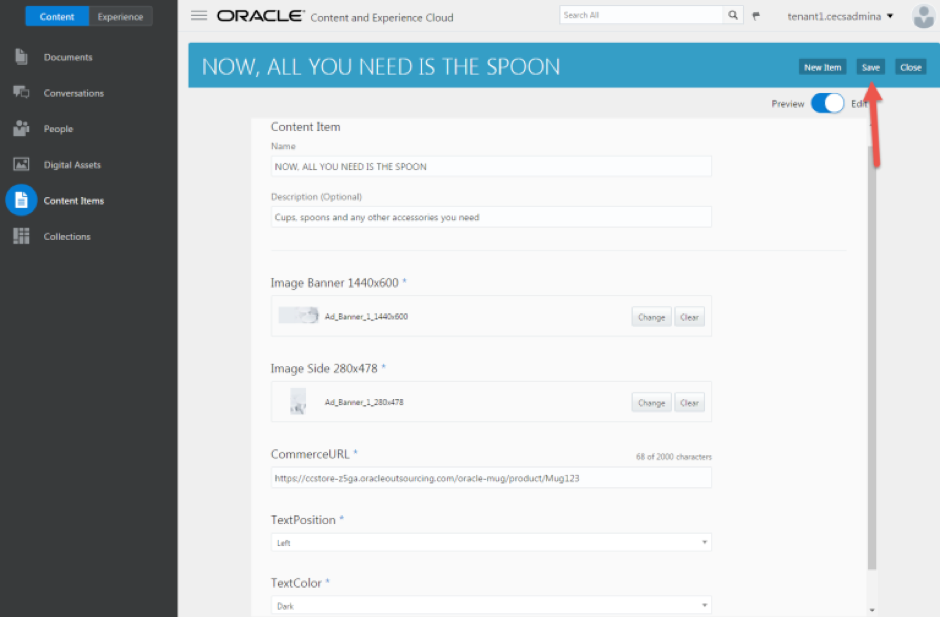 Content Experience
ORACLE® Content and Experience Cloud
Search All
tenant1.cecsadmina
Documents
Conversations
People
Digital Assets
Content Items
Collections
NOW, ALL YOU NEED IS THE SPOON
New Item Save Close
Preview Edit
Content Item
Name
NOW, ALL YOU NEED IS THE SPOON
Description (Optional)
Cups, spoons and any other accessories you need
Image Banner 1440x600 *
Ad_Banner_1_1440x600
Change Clear
Image Side 280x478 *
Ad_Banner_1_280x478
Change Clear
CommerceURL *
68 of 2000 characters
https://ccstore-z5ga.oracleoutsourcing.com/oracle-mug/product/Mug123
TextPosition *
Left
TextColor *
Dark